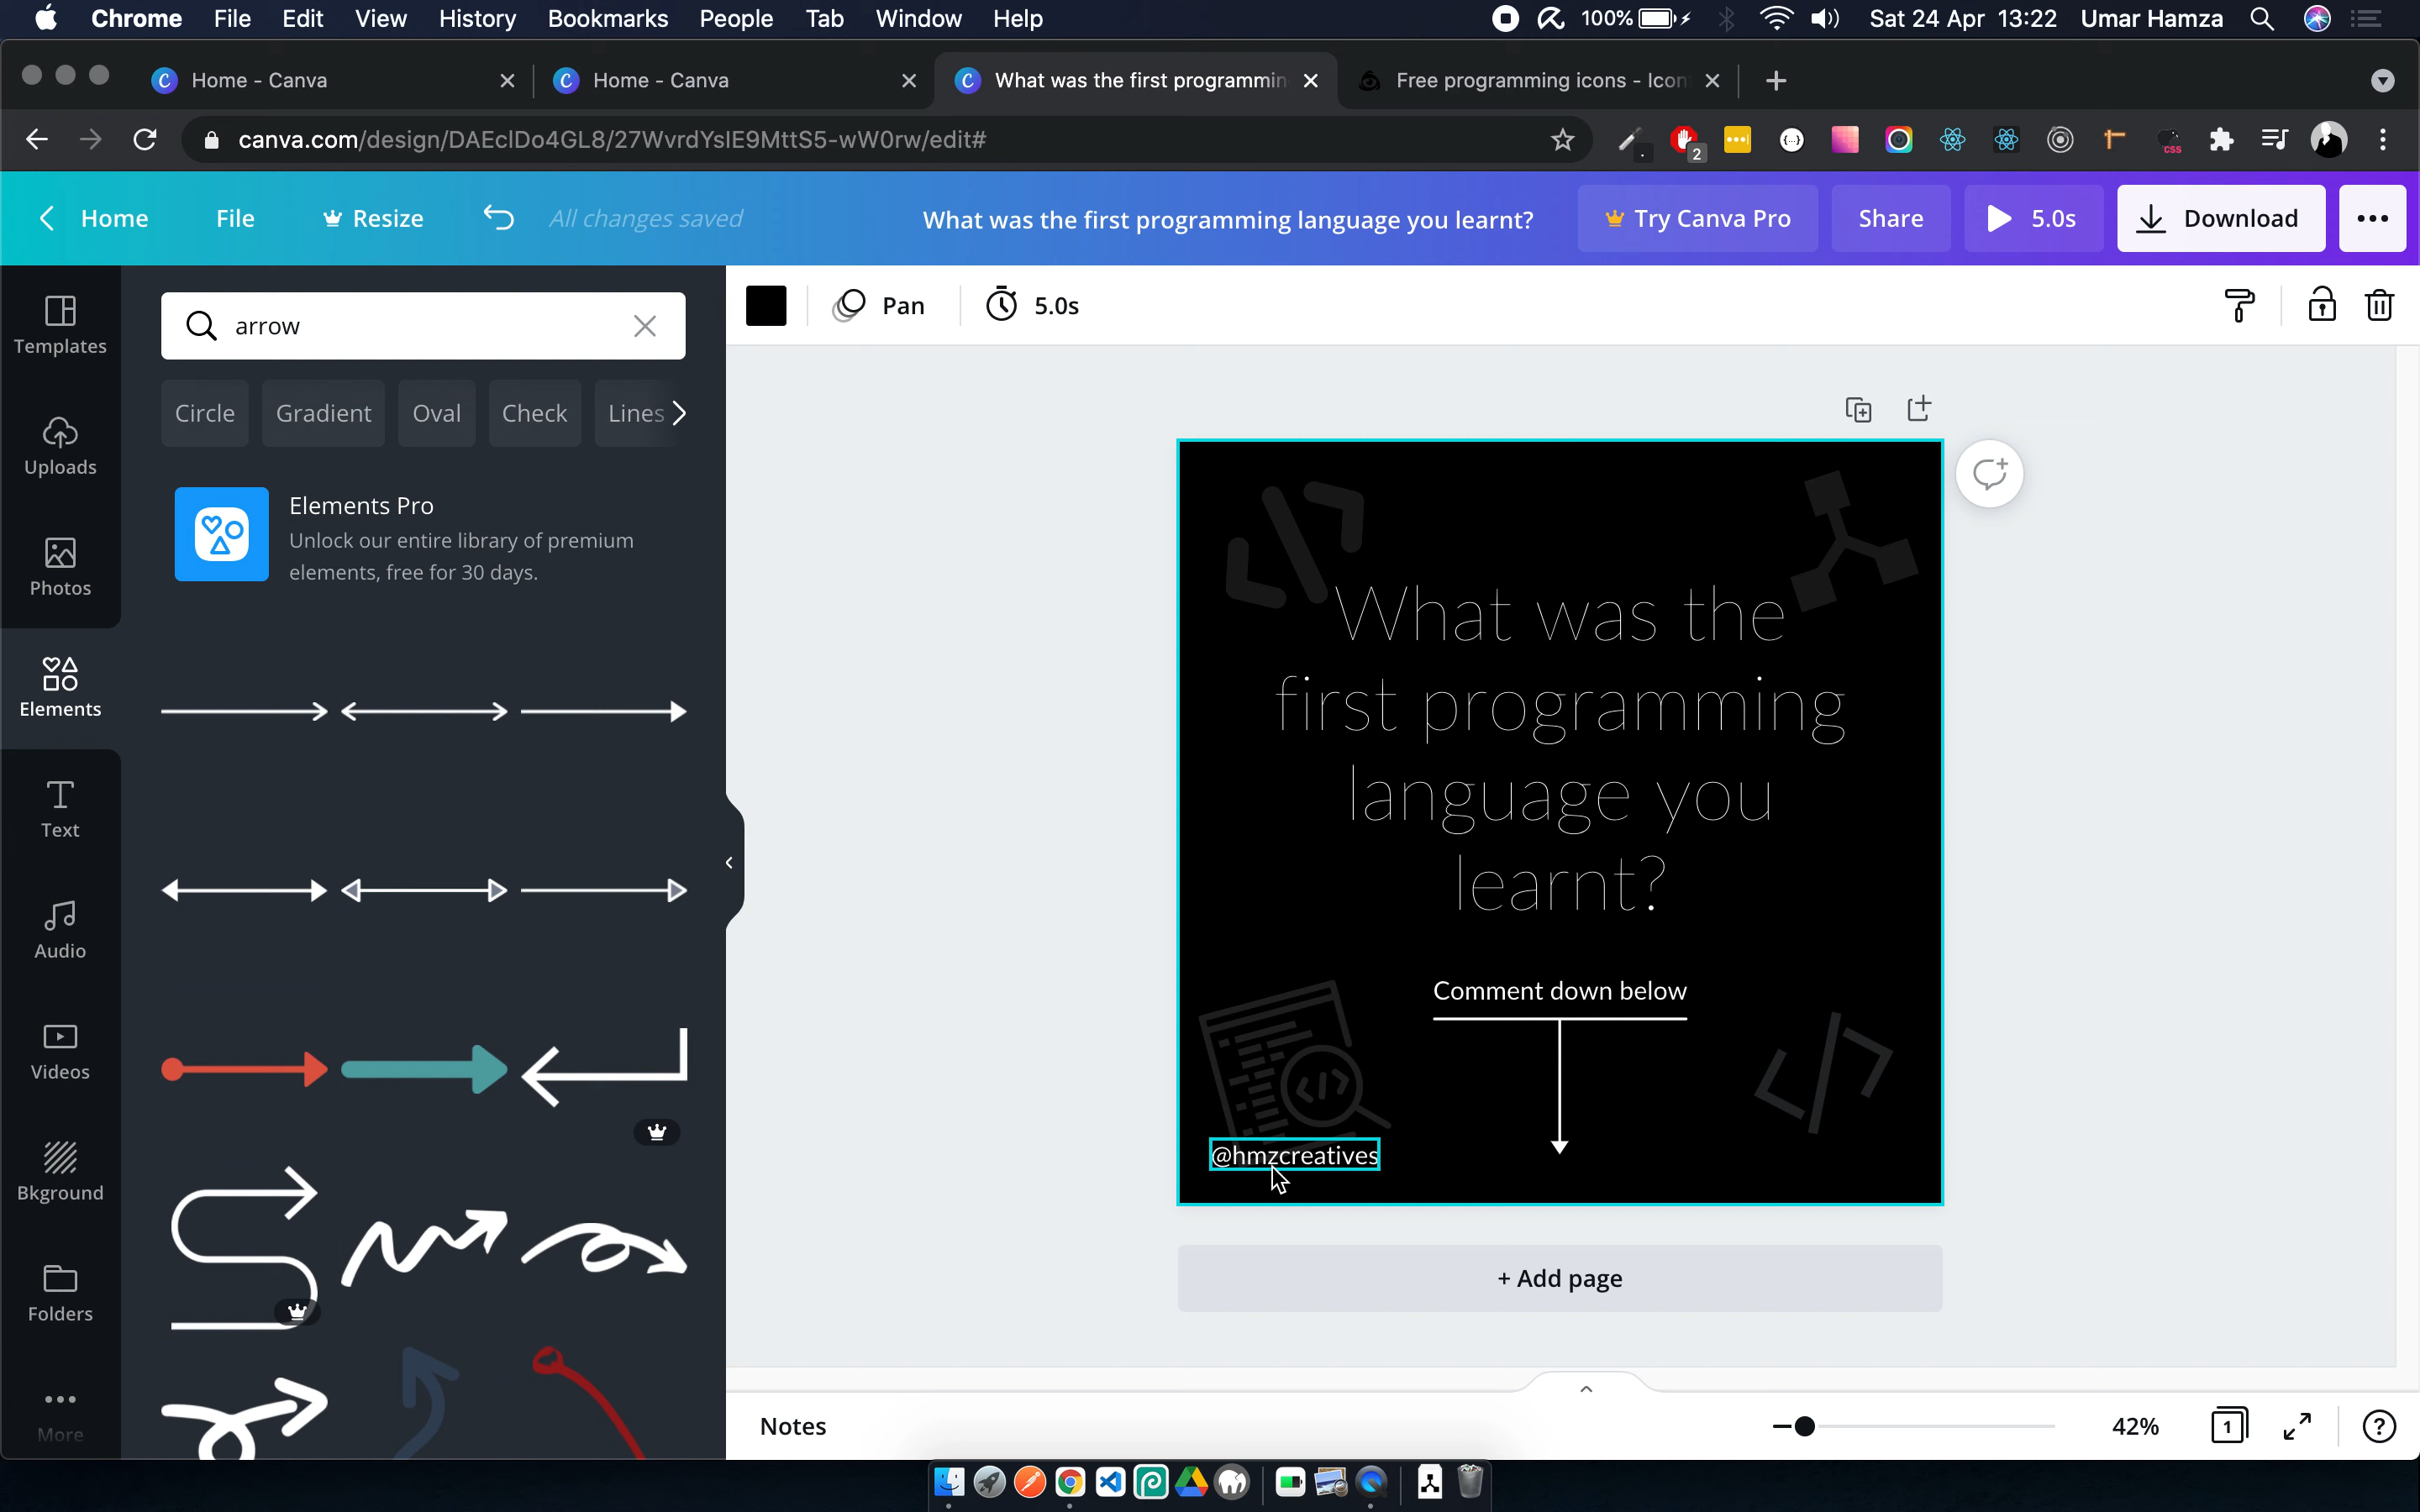 Chrome File Edit View History Bookmarks People Tab Window Help 100% Sat 24 Apr 13:22 Umar Hamza
Home - Canva Home - Canva What was the first programmin Free programming icons - Icon
canva.com/design/DAEclDo4GL8/27WvrdYsIE9MttS5-wW0rw/edit#
2
css
Home File Resize All changes saved What was the first programming language you learnt? Try Canva Pro Share 5.0s Download
Templates
Uploads
Photos
Elements
Text
Audio
Videos
Bkground
Folders
More
arrow
Circle Gradient Oval Check Lines
Elements Pro
Unlock our entire library of premium
elements, free for 30 days.
Pan 5.0s
What was the
first programming
language you
learnt?
Comment down below
@hmzcreatives
+ Add page
Notes 42% 1